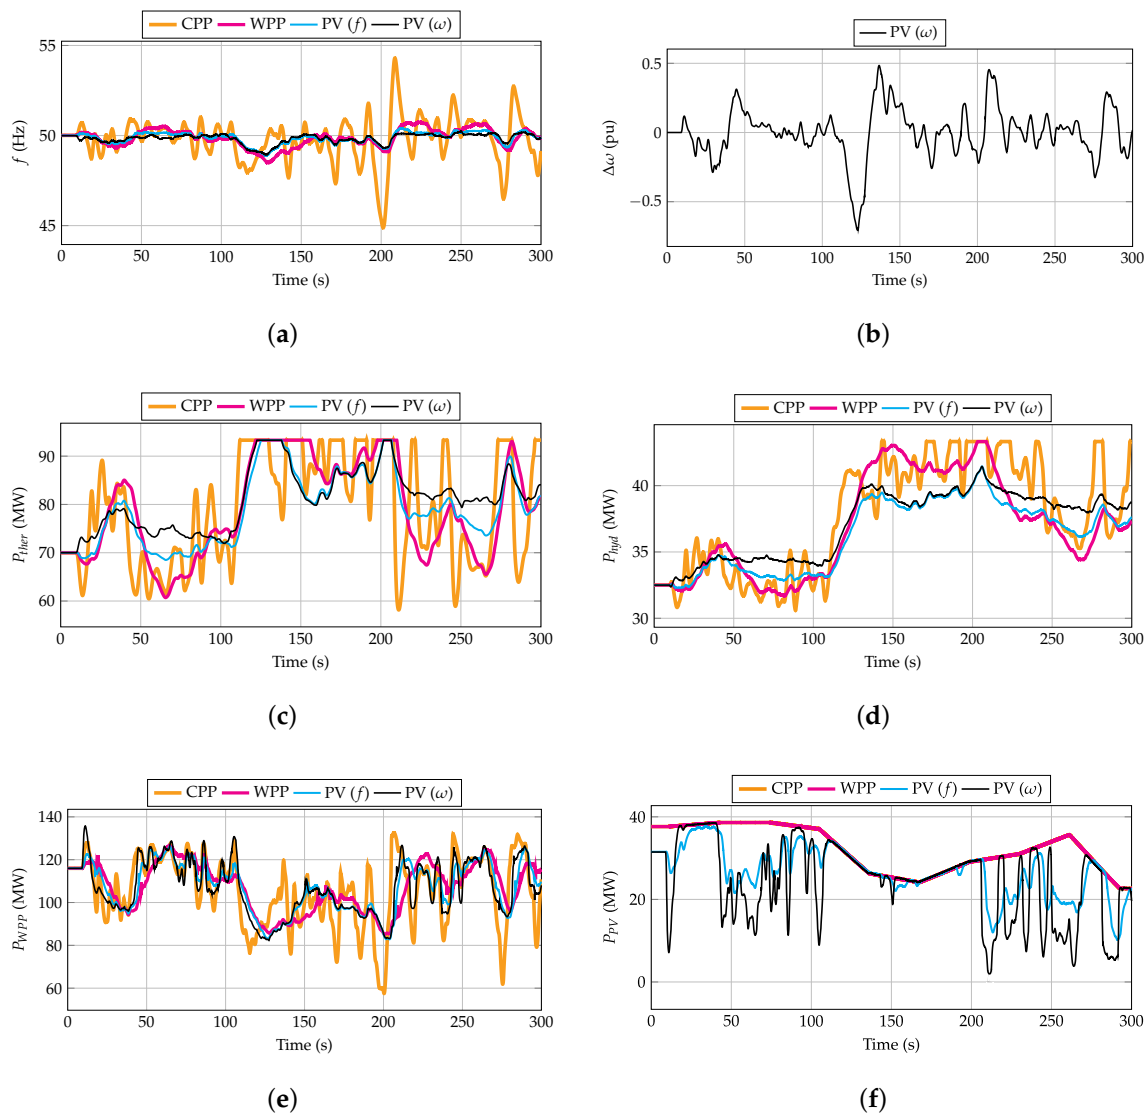 CPP WPP PV (f) PV (ω)
55
50
45
f (Hz)
0 50 100 150 200 250 300
Time (s)
(a)
PV (ω)
0.5
0
−0.5
Δω (pu)
0 50 100 150 200 250 300
Time (s)
(b)
CPP WPP PV (f) PV (ω)
90
80
70
60
Pther (MW)
0 50 100 150 200 250 300
Time (s)
(c)
CPP WPP PV (f) PV (ω)
40
35
30
Phyd (MW)
0 50 100 150 200 250 300
Time (s)
(d)
CPP WPP PV (f) PV (ω)
140
120
100
80
60
PWPP (MW)
0 50 100 150 200 250 300
Time (s)
(e)
CPP WPP PV (f) PV (ω)
40
20
0
PPV (MW)
0 50 100 150 200 250 300
Time (s)
(f)